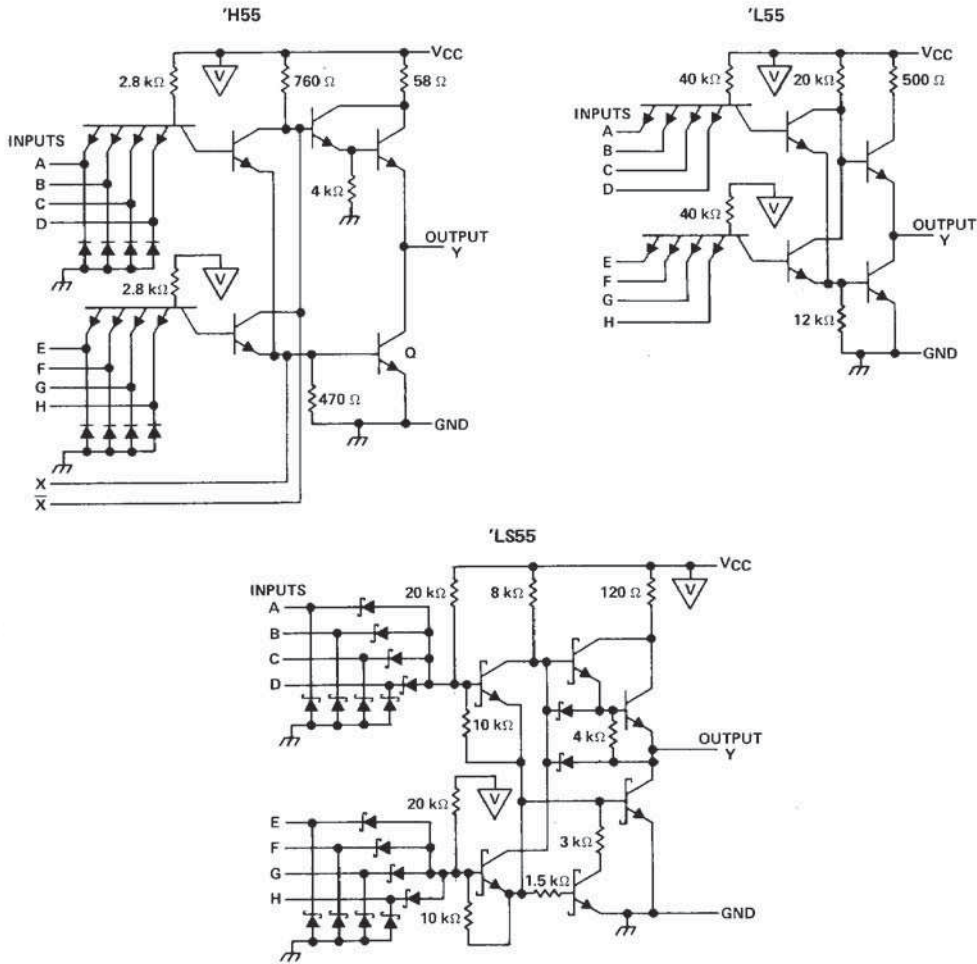 'H55
VCC
V
2.8 kΩ
760 Ω
58 Ω
INPUTS
A
B
C
D
4 kΩ
OUTPUT
Y
2.8 kΩ
V
E
F
G
H
Q
470 Ω
GND
X
X̅
'L55
VCC
V
40 kΩ
20 kΩ
500 Ω
INPUTS
A
B
C
D
40 kΩ
V
OUTPUT
Y
E
F
G
H
12 kΩ
GND
'LS55
VCC
V
20 kΩ
8 kΩ
120 Ω
INPUTS
A
B
C
D
10 kΩ
4 kΩ
OUTPUT
Y
20 kΩ
V
E
F
G
H
3 kΩ
1.5 kΩ
10 kΩ
GND